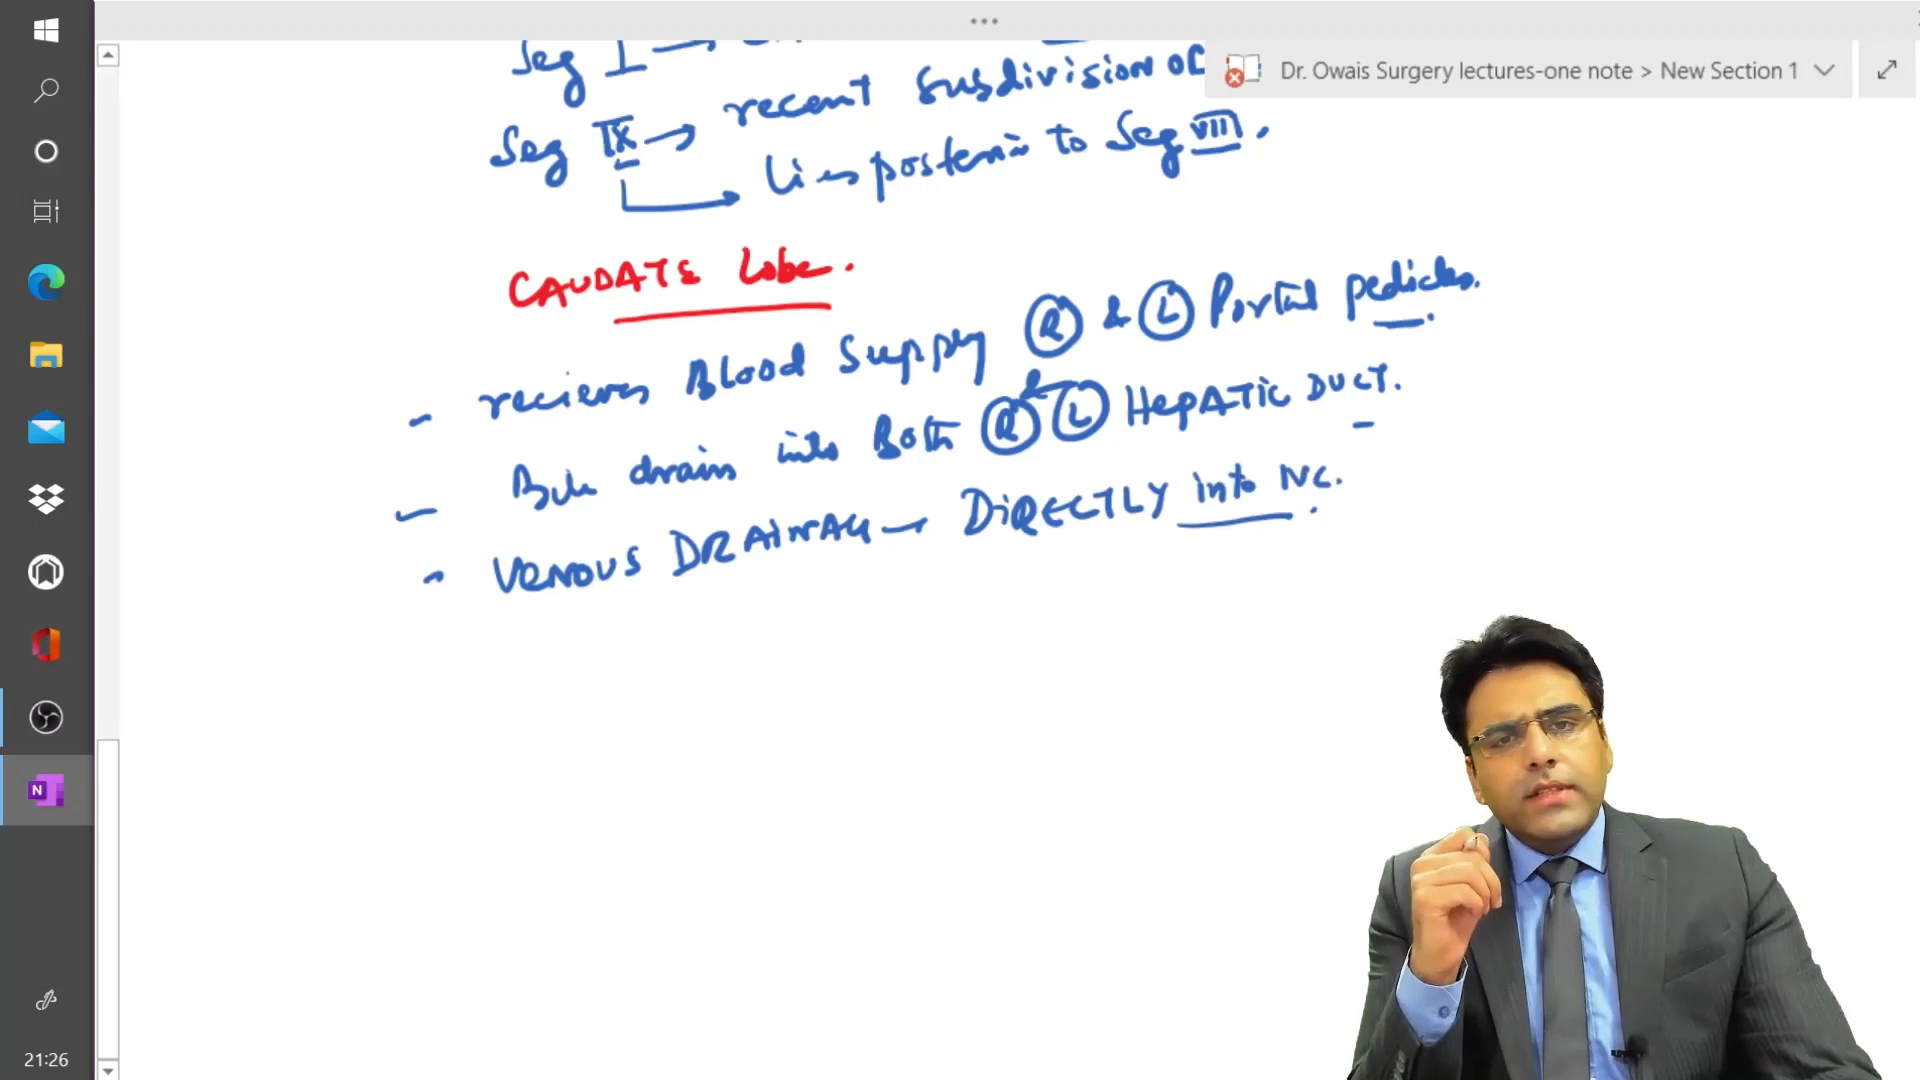 ...
Dr. Owais Surgery lectures-one note > New Section 1
Seg I →
Seg IX → recent subdivision of
→ Lies posterior to Seg VIII.
CAUDATE Lobe.
- recieves Blood Supply R & L Portal pedicles.
- Bile drains into Both R & L HepATic DUCT.
- VENOUS DRAINAGE → DIRECTLY into IVC.
N
21:26